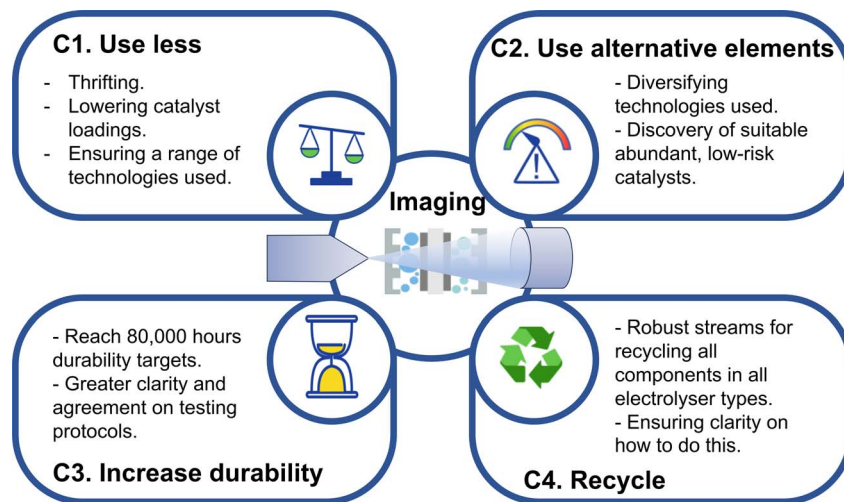 C1. Use less
- Thrifting.
- Lowering catalyst
loadings.
- Ensuring a range of
technologies used.
C2. Use alternative elements
- Diversifying
technologies used.
- Discovery of suitable
abundant, low-risk
catalysts.
Imaging
- Reach 80,000 hours
durability targets.
- Greater clarity and
agreement on testing
protocols.
C3. Increase durability
- Robust streams for
recycling all
components in all
electrolyser types.
- Ensuring clarity on
how to do this.
C4. Recycle